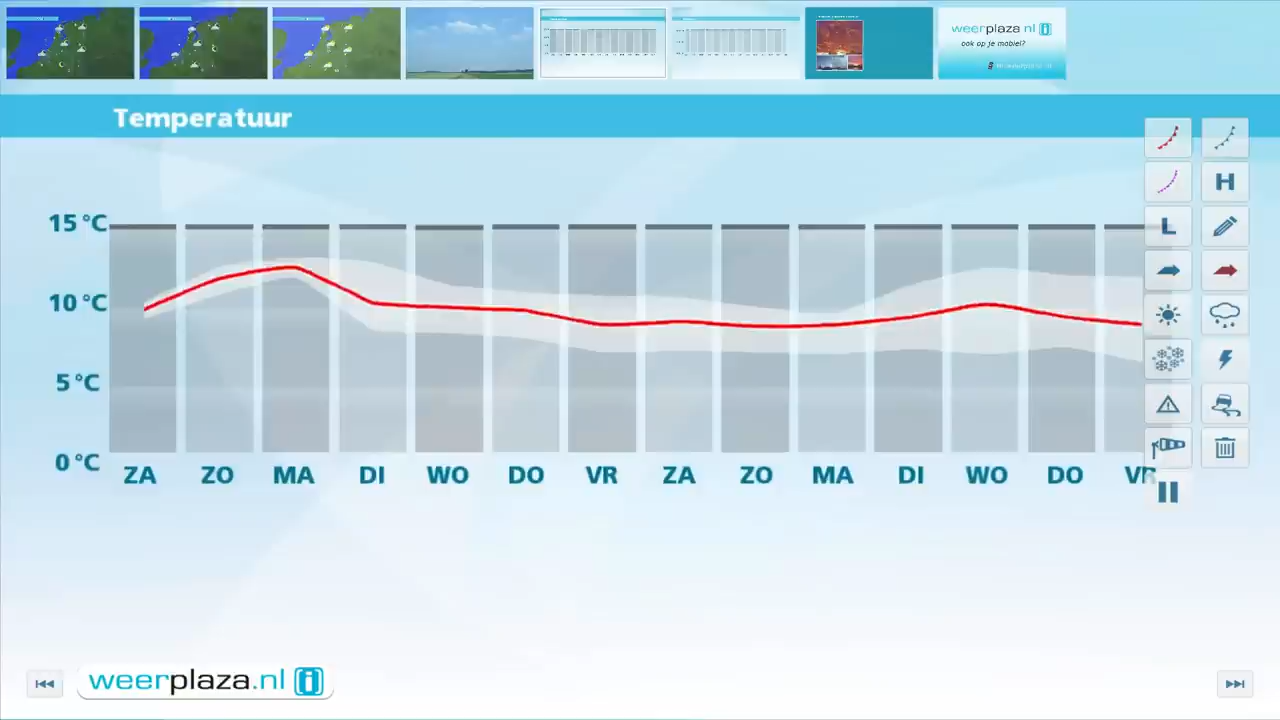 weerplaza.nl i
ook op je mobiel?
Temperatuur
15 °C
10 °C
5 °C
0 °C
ZA ZO MA DI WO DO VR ZA ZO MA DI WO DO VR
H
L
weerplaza.nl i